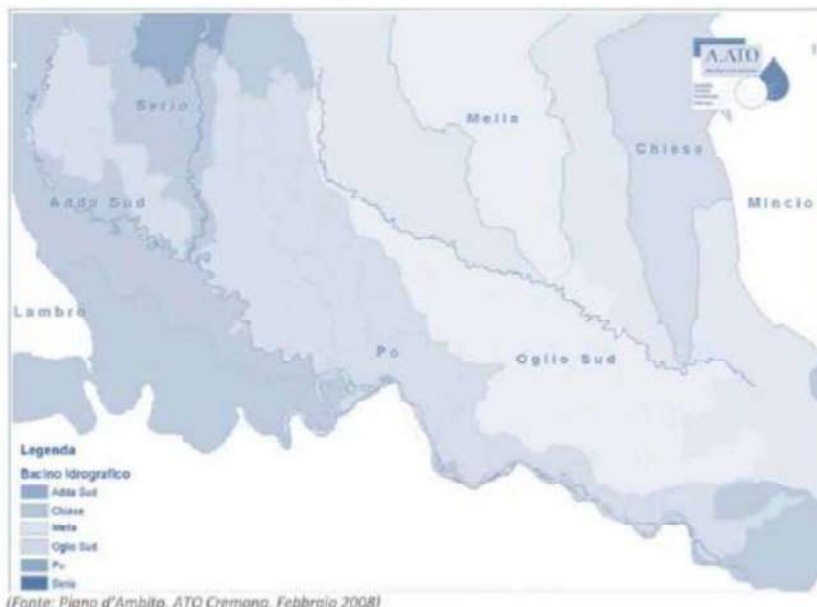 A.ATO
Serio
Mella
Chiese
Adda Sud
Mincio
Lambro
Po
Oglio Sud
Legenda
Bacino Idrografico
Adda Sud
Chiese
Mella
Oglio Sud
Po
Serio
(Fonte: Piano d'Ambito, ATO Cremona, Febbraio 2008)